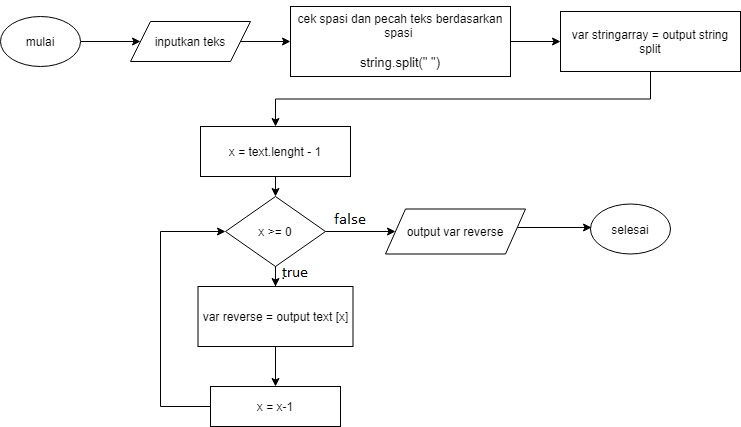 mulai
inputkan teks
cek spasi dan pecah teks berdasarkan
spasi
string.split(" ")
var stringarray = output string
split
x = text.lenght - 1
x >= 0
false
output var reverse
selesai
true
var reverse = output text [x]
x = x-1